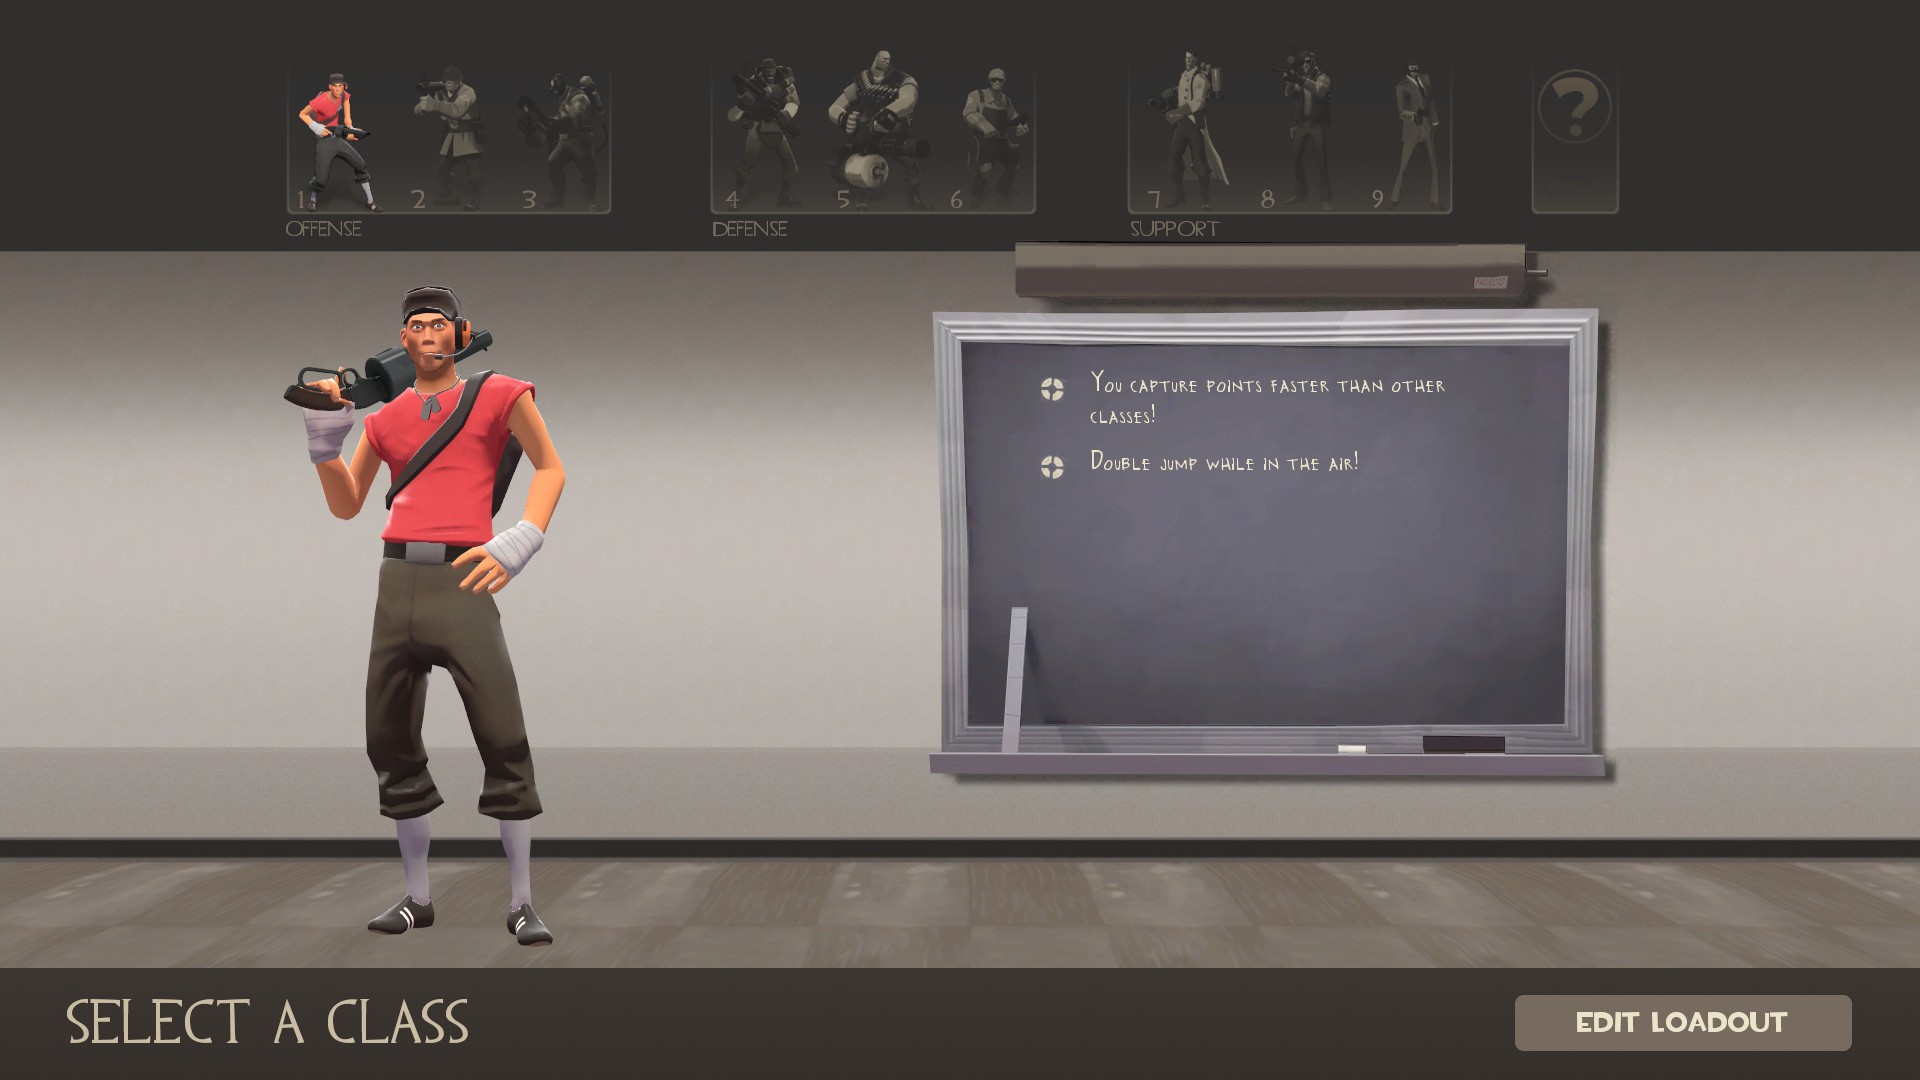 1 2 3 4 5 6 7 8 9 ?
OFFENSE DEFENSE SUPPORT
You capture points faster than other
classes!
Double jump while in the air!
SELECT A CLASS
EDIT LOADOUT